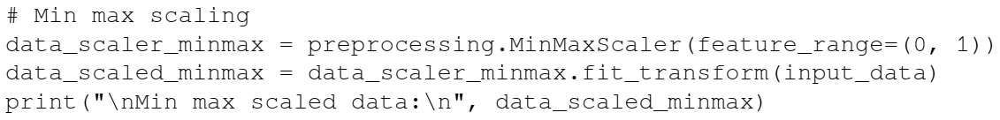 # Min max scaling
data_scaler_minmax = preprocessing.MinMaxScaler(feature_range=(0, 1))
data_scaled_minmax = data_scaler_minmax.fit_transform(input_data)
print("\nMin max scaled data:\n", data_scaled_minmax)